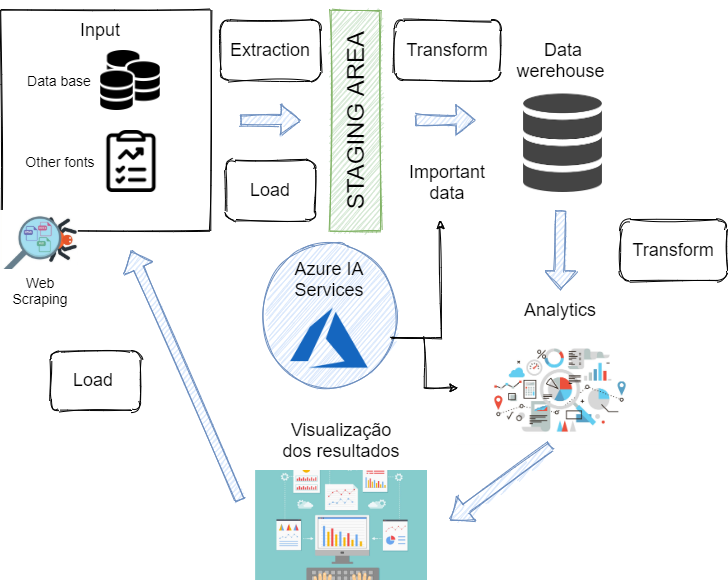 Input
Data base
Other fonts
Web
Scraping
Extraction
Load
STAGING AREA
Transform
Important
data
Data
werehouse
Transform
Analytics
Azure IA
Services
Load
Visualização
dos resultados